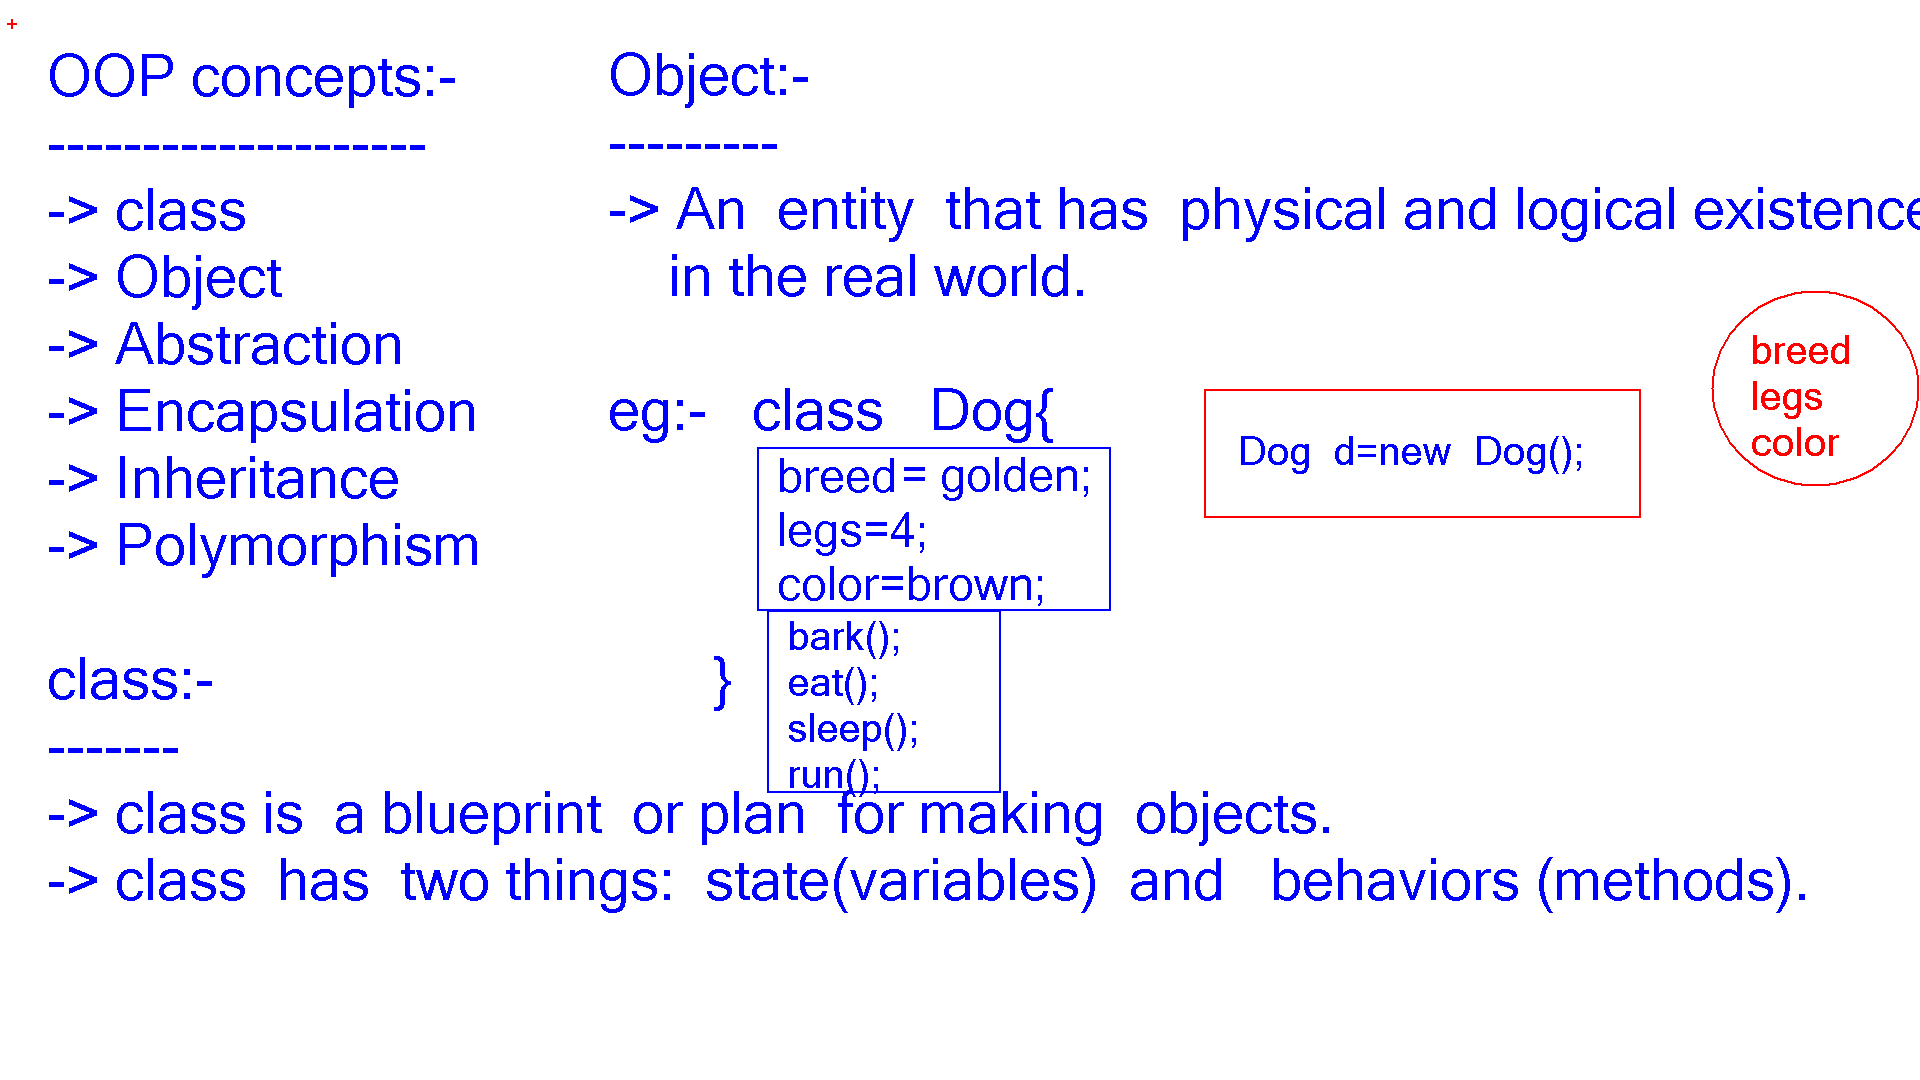 OOP concepts:-
--------------------
-> class
-> Object
-> Abstraction
-> Encapsulation
-> Inheritance
-> Polymorphism
class:-
-------
-> class is a blueprint or plan for making objects.
-> class has two things: state(variables) and behaviors (methods).
Object:-
---------
-> An entity that has physical and logical existence
in the real world.
eg:- class Dog{
breed= golden;
legs=4;
color=brown;
bark();
eat();
sleep();
run();
}
Dog d=new Dog();
breed
legs
color